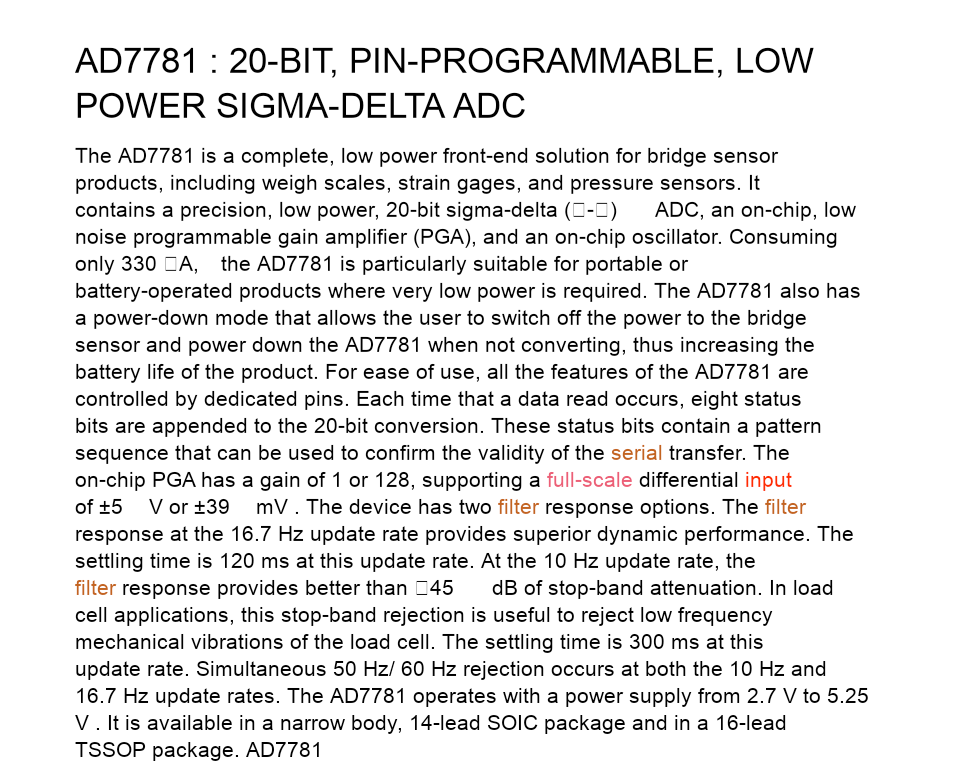 AD7781 : 20-BIT, PIN-PROGRAMMABLE, LOW
POWER SIGMA-DELTA ADC
The AD7781 is a complete, low power front-end solution for bridge sensor
products, including weigh scales, strain gages, and pressure sensors. It
contains a precision, low power, 20-bit sigma-delta (□-□) ADC, an on-chip, low
noise programmable gain amplifier (PGA), and an on-chip oscillator. Consuming
only 330 □A, the AD7781 is particularly suitable for portable or
battery-operated products where very low power is required. The AD7781 also has
a power-down mode that allows the user to switch off the power to the bridge
sensor and power down the AD7781 when not converting, thus increasing the
battery life of the product. For ease of use, all the features of the AD7781 are
controlled by dedicated pins. Each time that a data read occurs, eight status
bits are appended to the 20-bit conversion. These status bits contain a pattern
sequence that can be used to confirm the validity of the serial transfer. The
on-chip PGA has a gain of 1 or 128, supporting a full-scale differential input
of ±5 V or ±39 mV . The device has two filter response options. The filter
response at the 16.7 Hz update rate provides superior dynamic performance. The
settling time is 120 ms at this update rate. At the 10 Hz update rate, the
filter response provides better than □45 dB of stop-band attenuation. In load
cell applications, this stop-band rejection is useful to reject low frequency
mechanical vibrations of the load cell. The settling time is 300 ms at this
update rate. Simultaneous 50 Hz/ 60 Hz rejection occurs at both the 10 Hz and
16.7 Hz update rates. The AD7781 operates with a power supply from 2.7 V to 5.25
V . It is available in a narrow body, 14-lead SOIC package and in a 16-lead
TSSOP package. AD7781